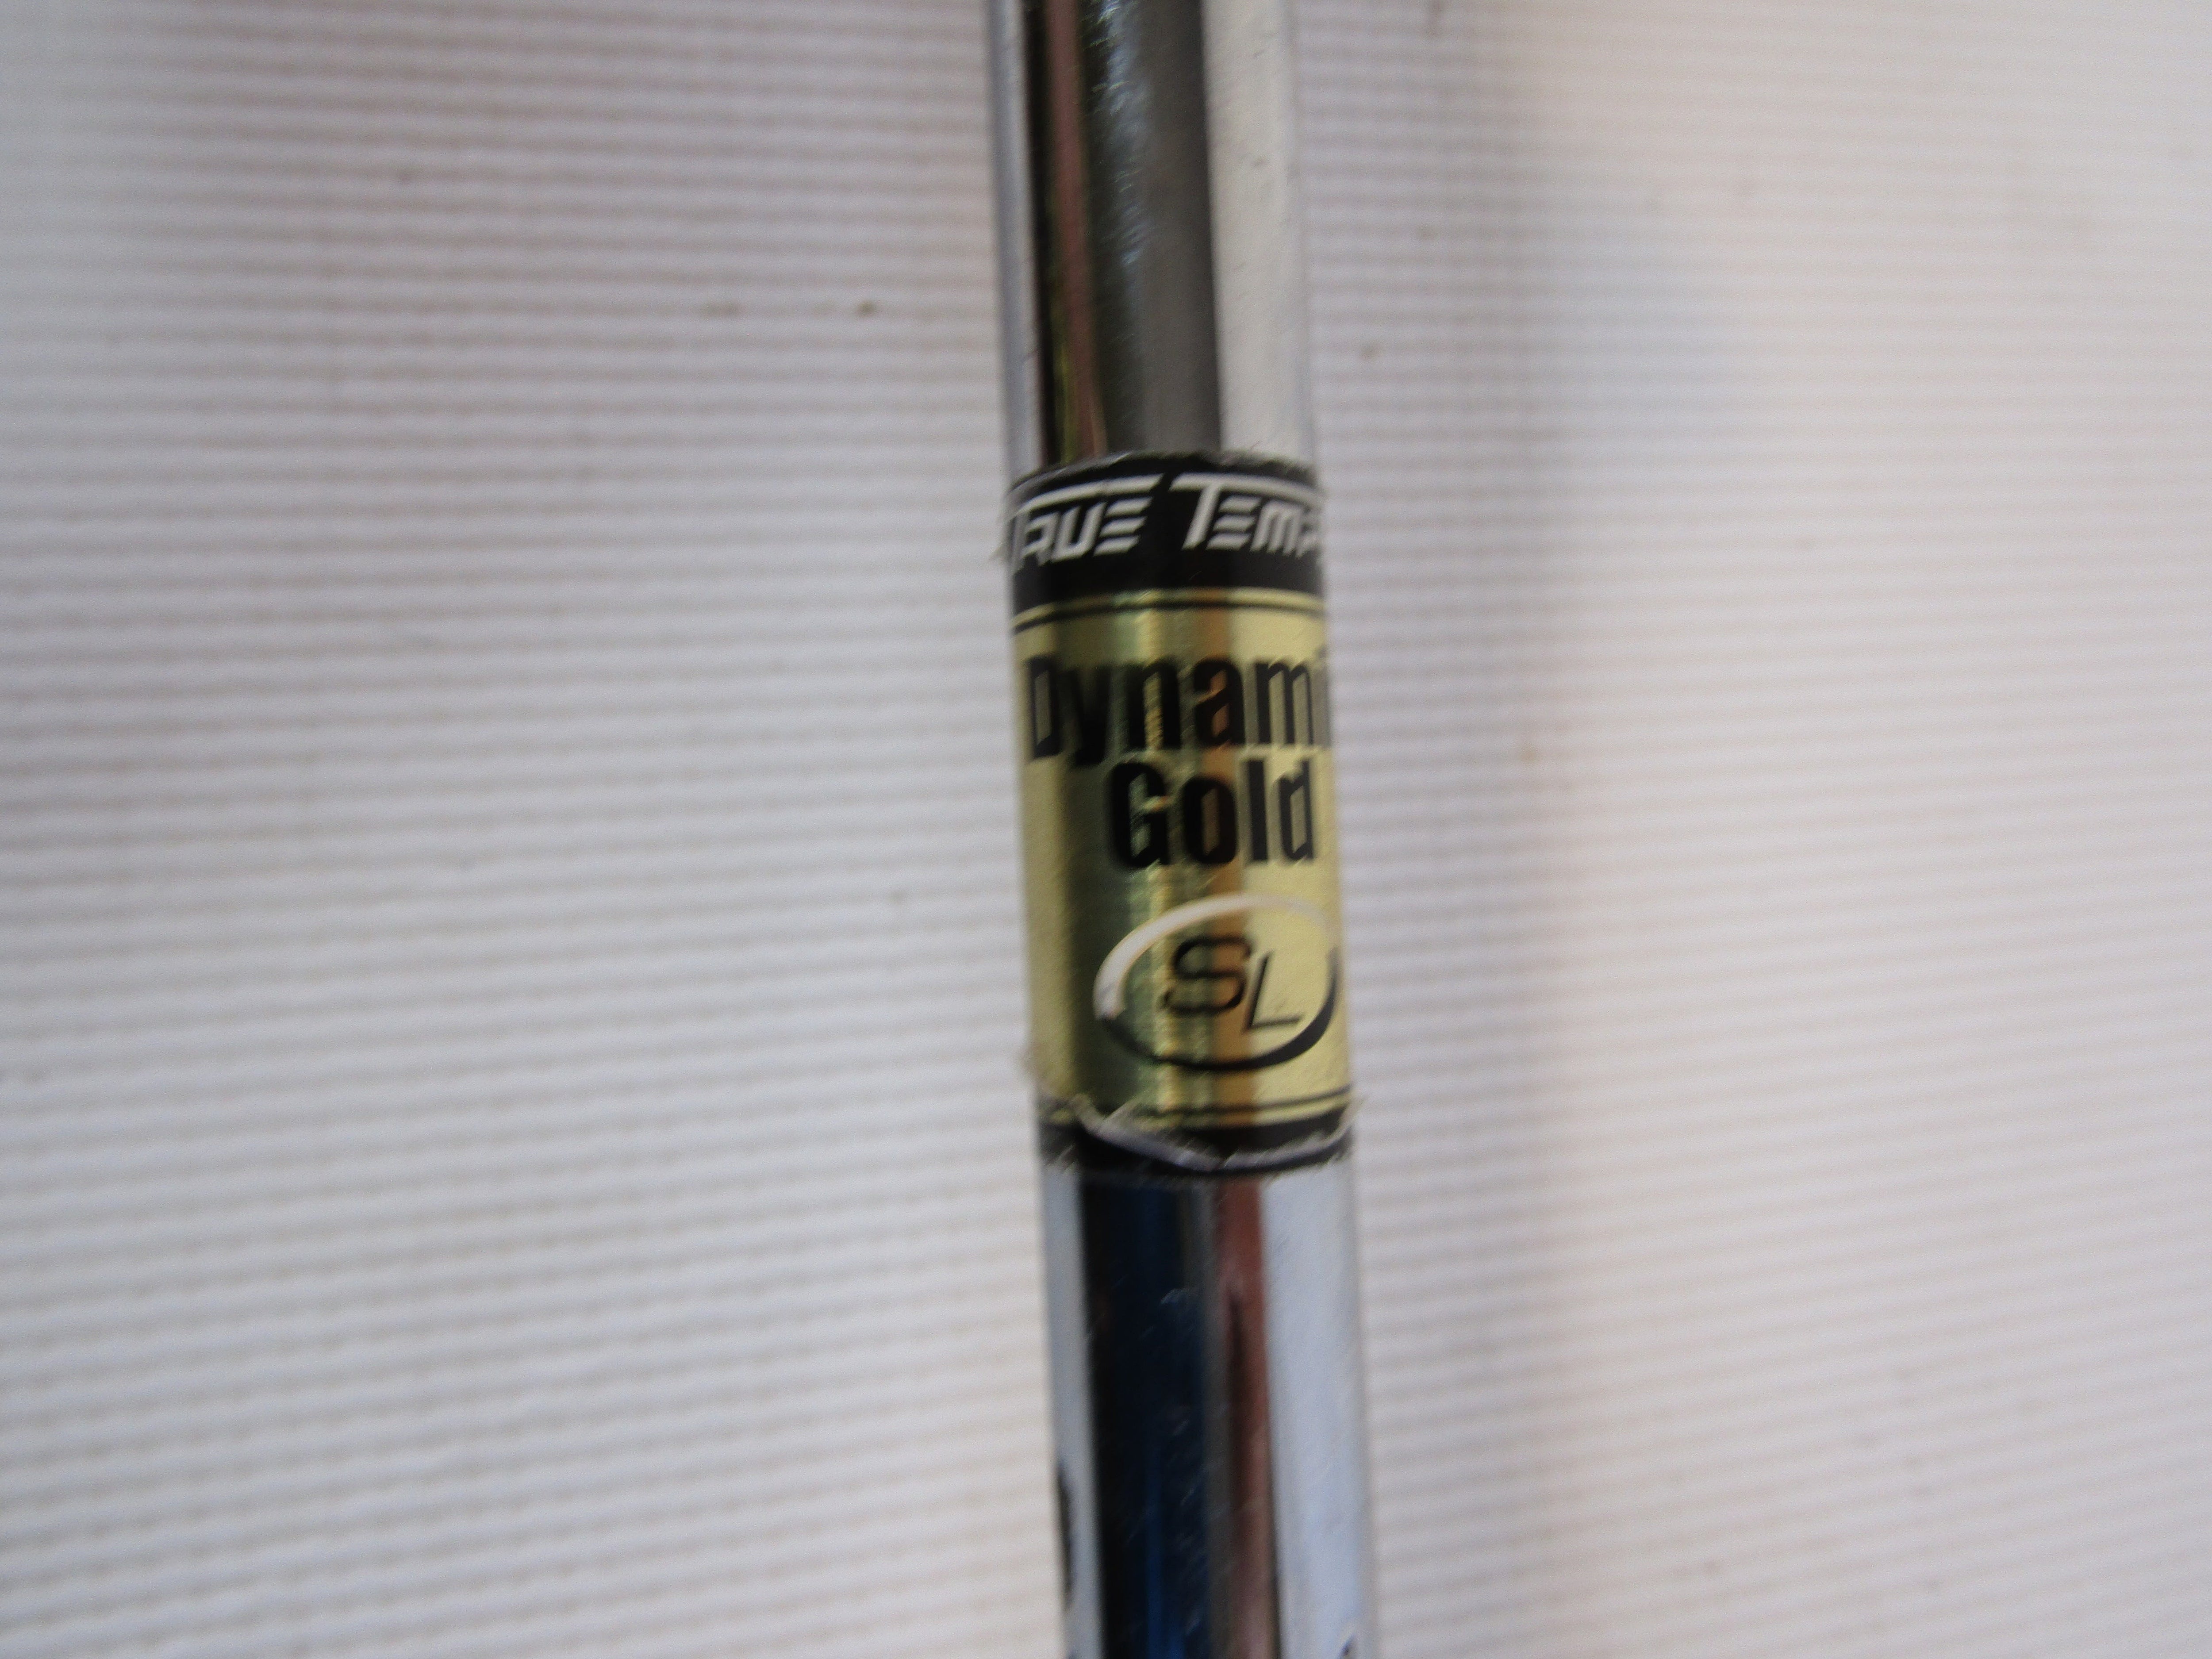 TRUE TEMP
Dynami
Gold
SL